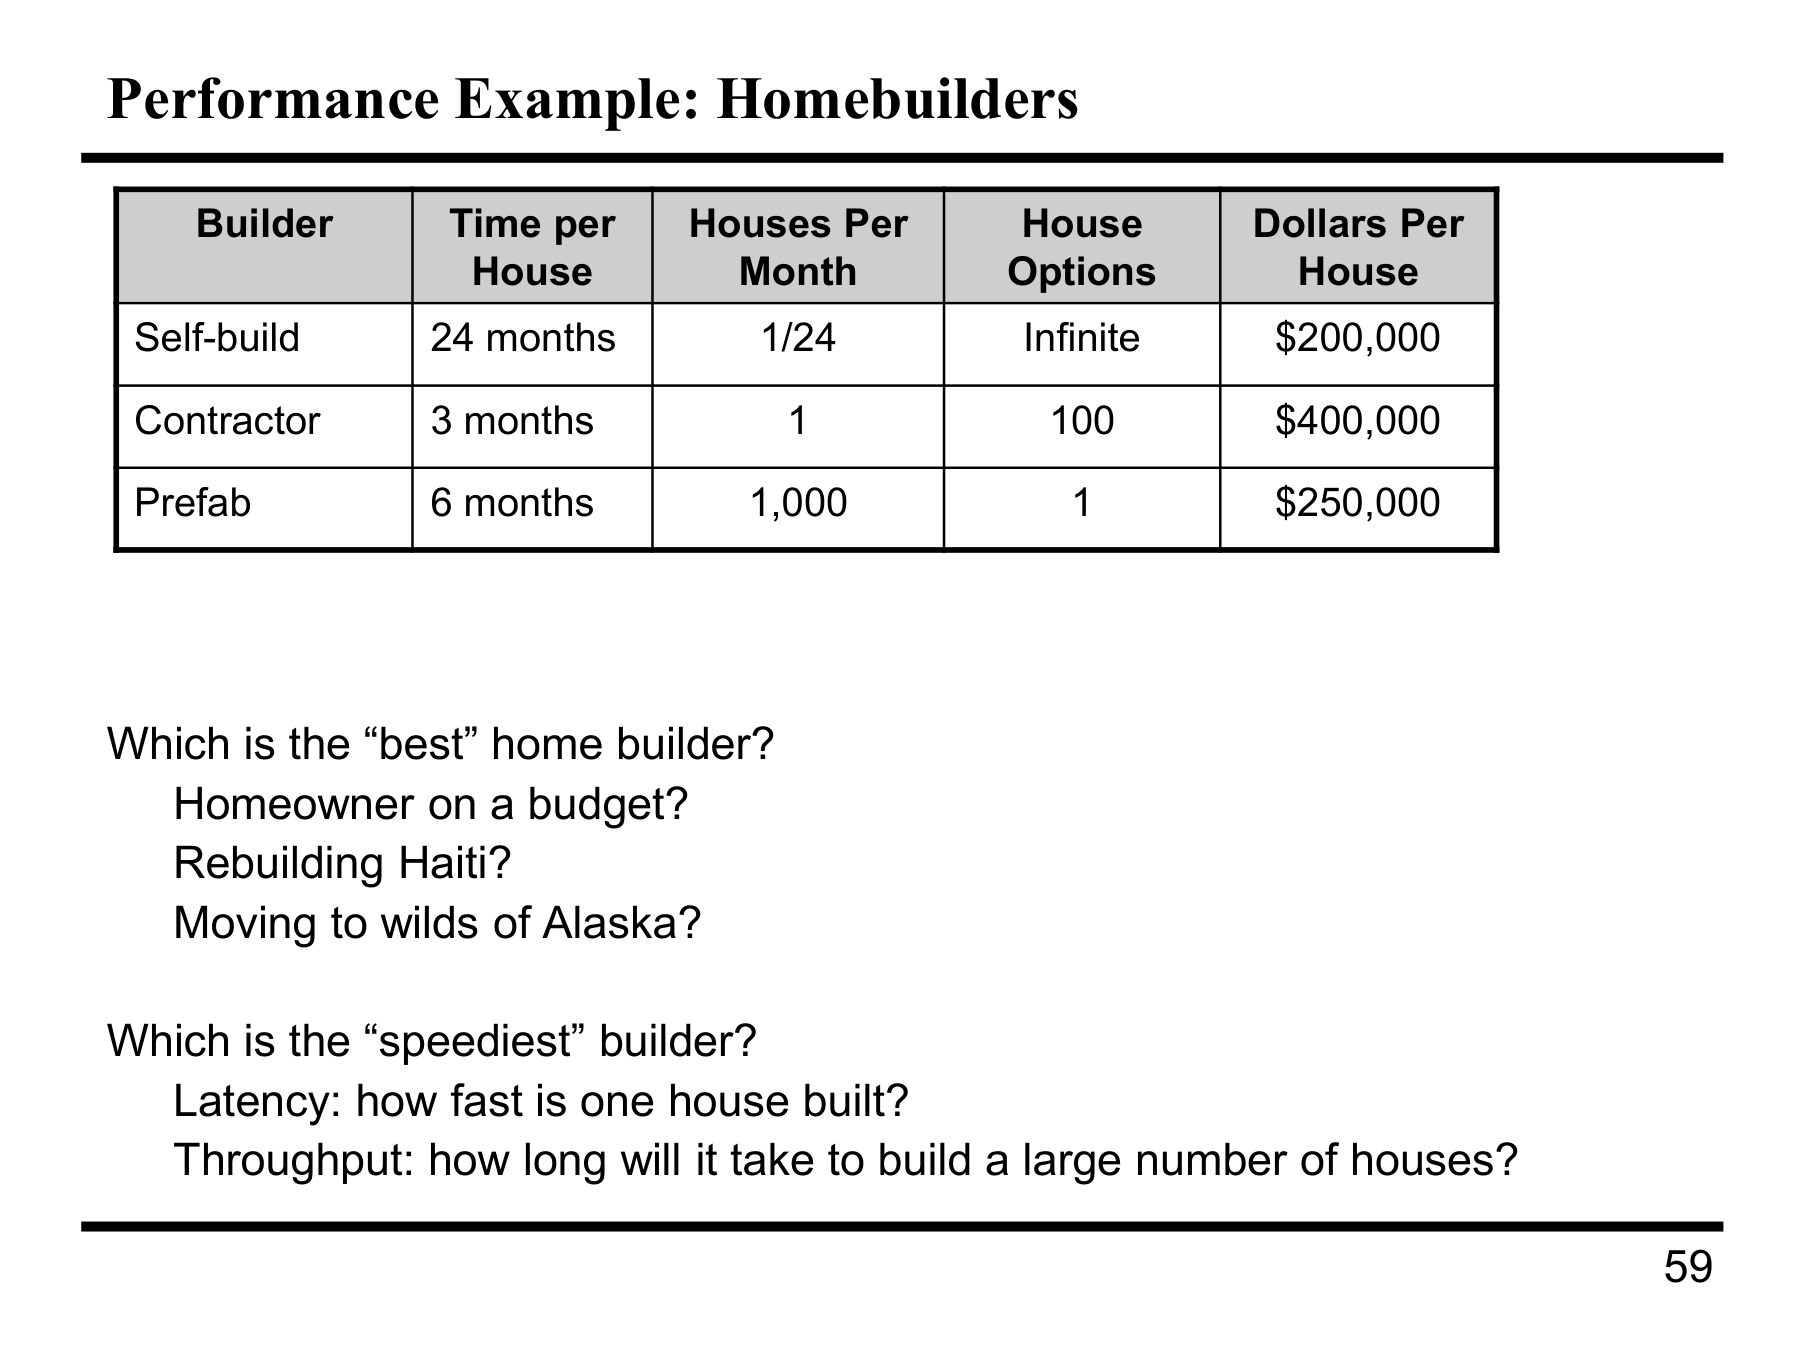 Performance Example: Homebuilders
Builder Time per House Houses Per Month House Options Dollars Per House
Self-build 24 months 1/24 Infinite $200,000
Contractor 3 months 1 100 $400,000
Prefab 6 months 1,000 1 $250,000
Which is the “best” home builder?
Homeowner on a budget?
Rebuilding Haiti?
Moving to wilds of Alaska?
Which is the “speediest” builder?
Latency: how fast is one house built?
Throughput: how long will it take to build a large number of houses?
59